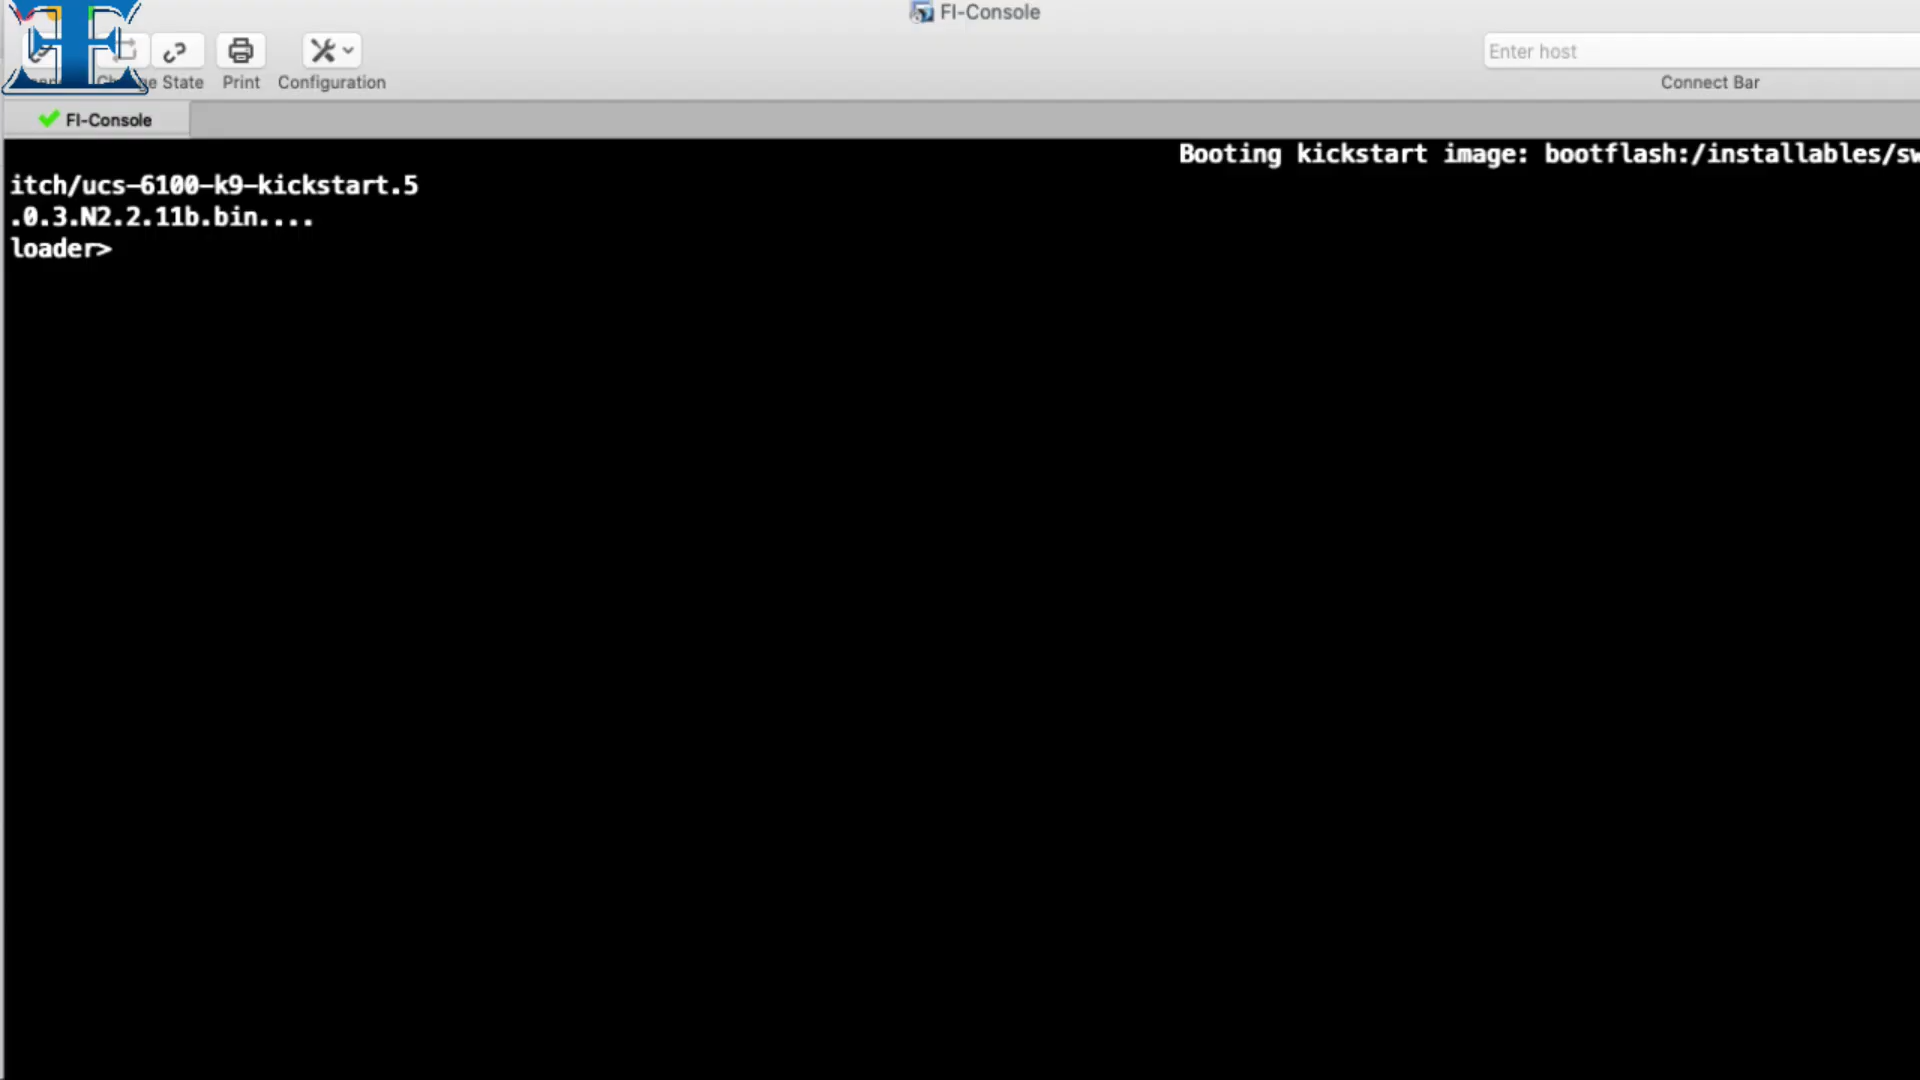 FI-Console
Change State
Print
Configuration
Enter host
Connect Bar
FI-Console
Booting kickstart image: bootflash:/installables/sw
itch/ucs-6100-k9-kickstart.5
.0.3.N2.2.11b.bin....
loader>